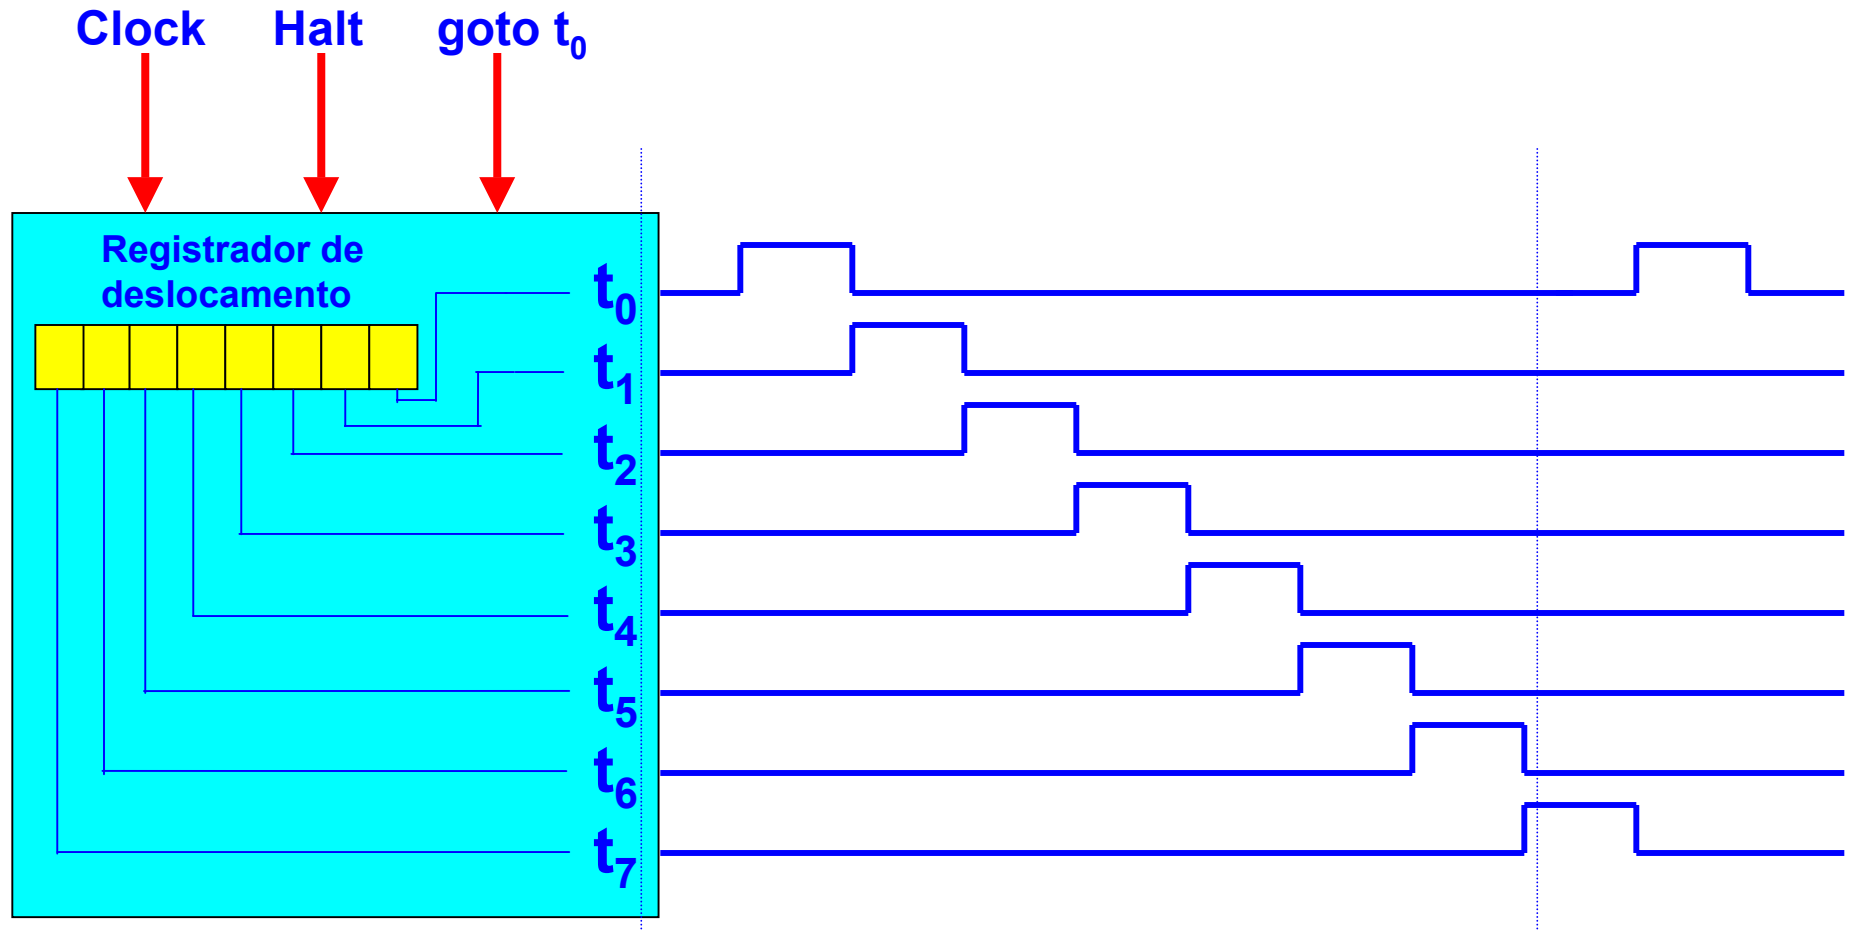 Clock Halt goto t0
Registrador de
deslocamento
t0
t1
t2
t3
t4
t5
t6
t7